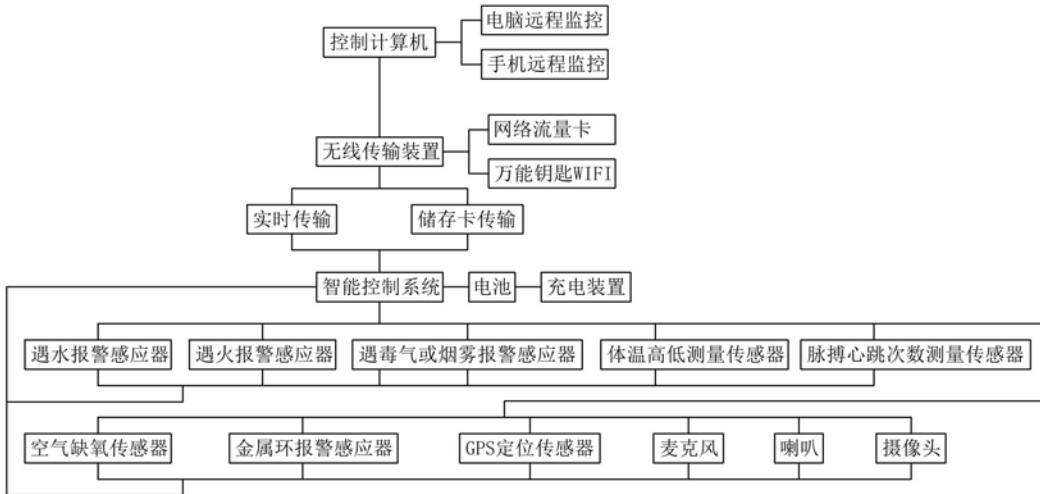 电脑远程监控
控制计算机
手机远程监控
网络流量卡
无线传输装置
万能钥匙WIFI
实时传输
储存卡传输
智能控制系统
电池
充电装置
遇水报警感应器
遇火报警感应器
遇毒气或烟雾报警感应器
体温高低测量传感器
脉搏心跳次数测量传感器
空气缺氧传感器
金属环报警感应器
GPS定位传感器
麦克风
喇叭
摄像头